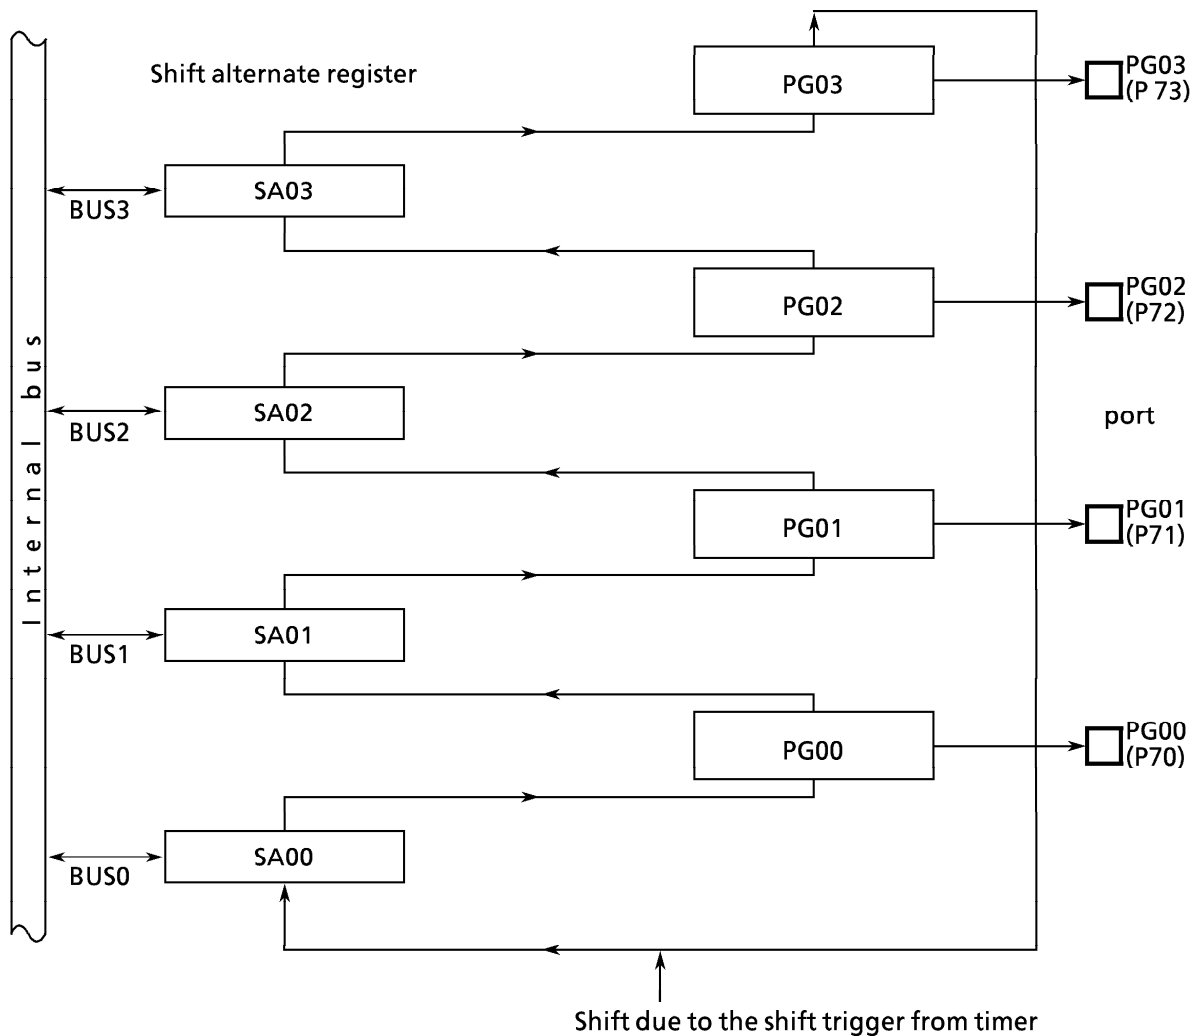 Shift alternate register
PG03
PG03
(P 73)
SA03
BUS3
PG02
PG02
(P72)
SA02
BUS2
port
Internal bus
PG01
PG01
(P71)
SA01
BUS1
PG00
PG00
(P70)
SA00
BUS0
Shift due to the shift trigger from timer